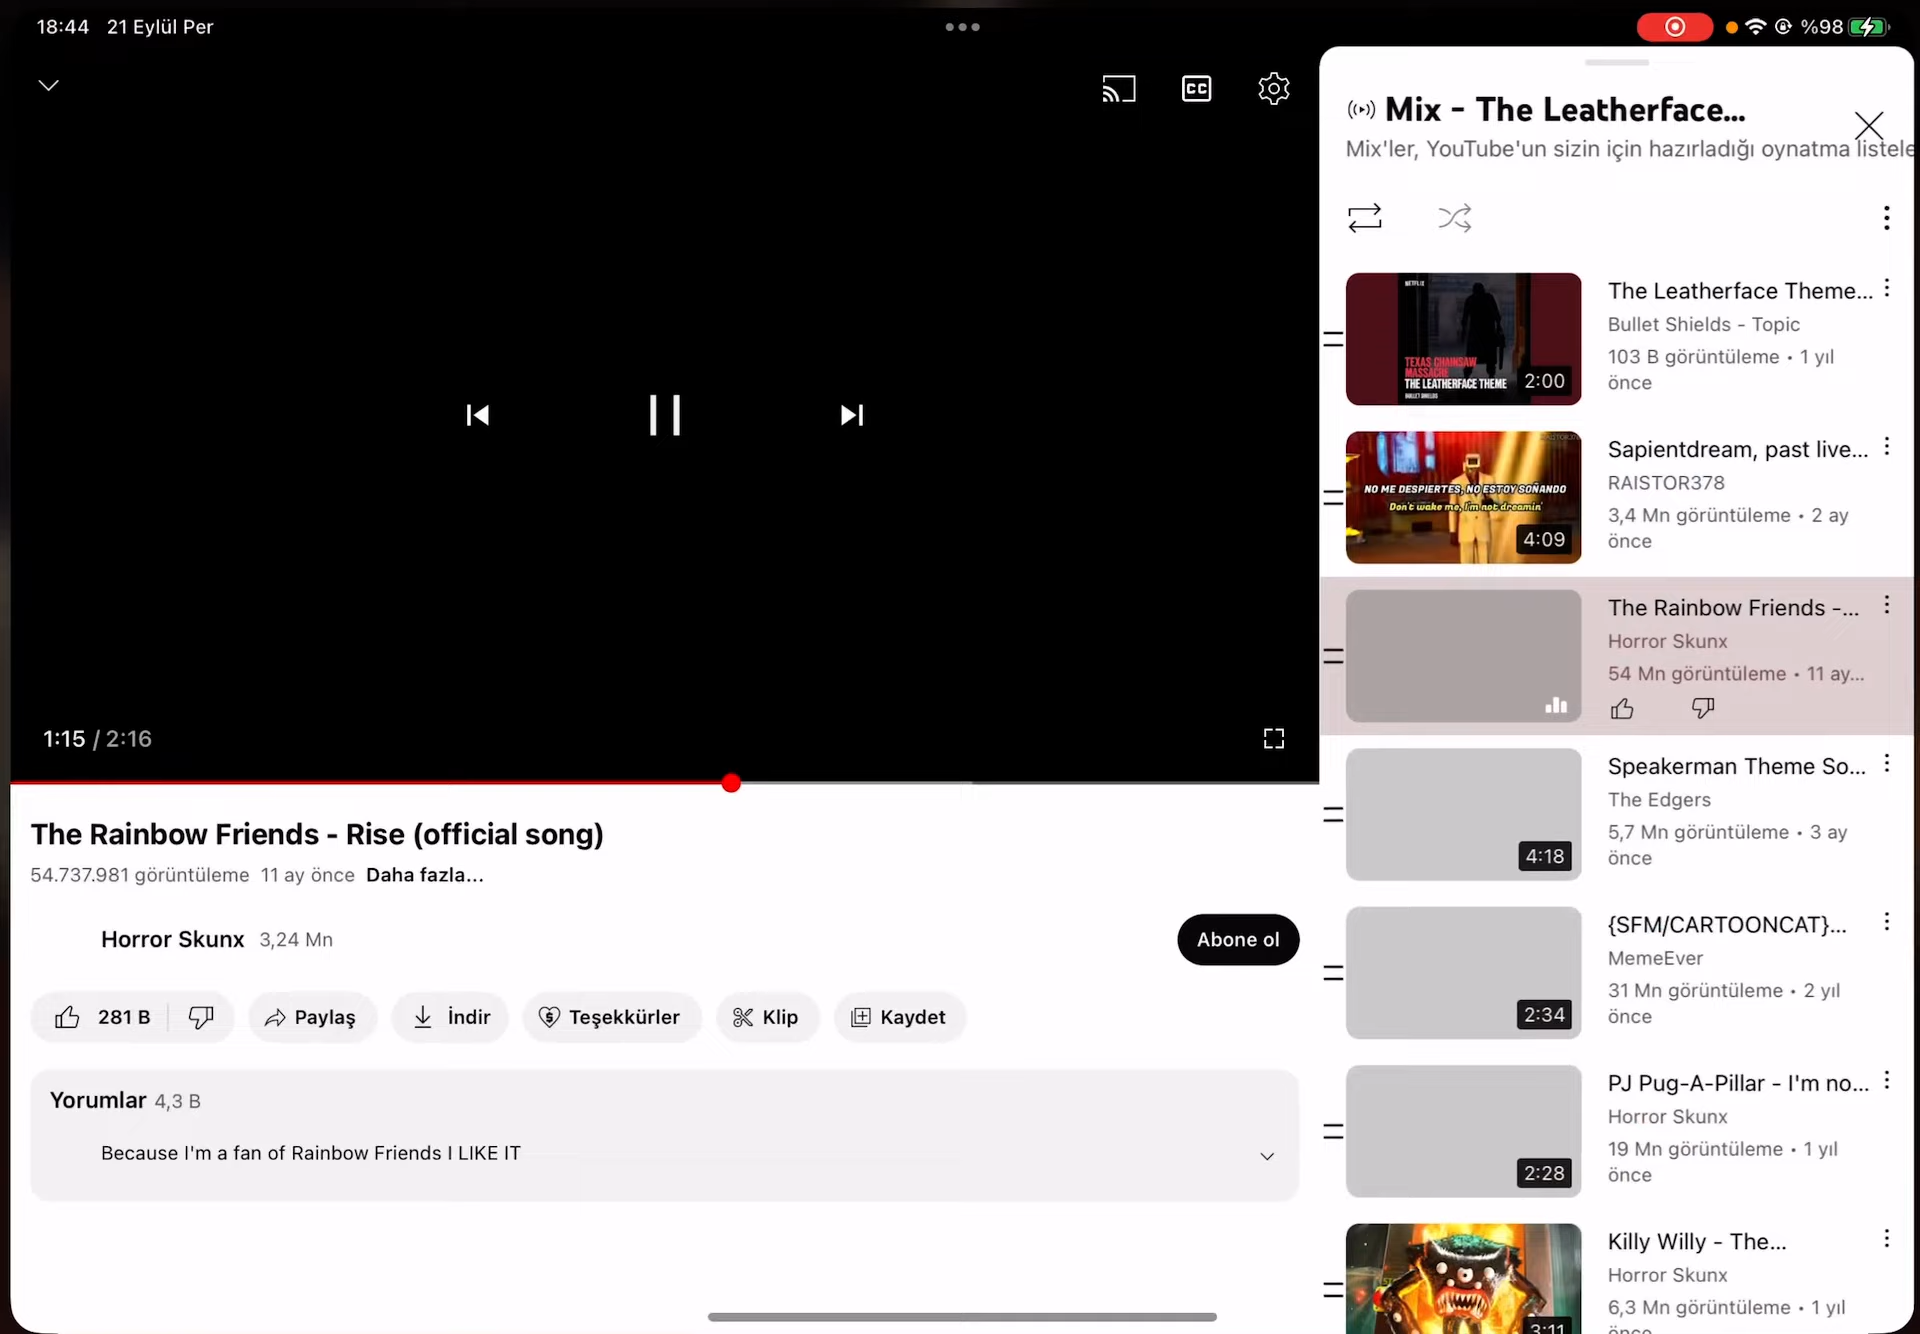 18:44 21 Eylül Per
%98
CC
1:15 / 2:16
The Rainbow Friends - Rise (official song)
54.737.981 görüntüleme 11 ay önce Daha fazla...
Horror Skunx 3,24 Mn
Abone ol
281 B
Paylaş
İndir
Teşekkürler
Klip
Kaydet
Yorumlar 4,3 B
Because I'm a fan of Rainbow Friends I LIKE IT
Mix - The Leatherface...
Mix'ler, YouTube'un sizin için hazırladığı oynatma listele
NETFLIX
TEXAS CHAINSAW
MASSACRE
THE LEATHERFACE THEME
BULLET SHIELDS
2:00
The Leatherface Theme...
Bullet Shields - Topic
103 B görüntüleme • 1 yıl
önce
NO ME DESPIERTES, NO ESTOY SOÑANDO
Don't wake me, I'm not dreamin'
4:09
Sapientdream, past live...
RAISTOR378
3,4 Mn görüntüleme • 2 ay
önce
The Rainbow Friends -...
Horror Skunx
54 Mn görüntüleme • 11 ay...
4:18
Speakerman Theme So...
The Edgers
5,7 Mn görüntüleme • 3 ay
önce
2:34
{SFM/CARTOONCAT}...
MemeEver
31 Mn görüntüleme • 2 yıl
önce
2:28
PJ Pug-A-Pillar - I'm no...
Horror Skunx
19 Mn görüntüleme • 1 yıl
önce
3:11
Killy Willy - The...
Horror Skunx
6,3 Mn görüntüleme • 1 yıl
önce